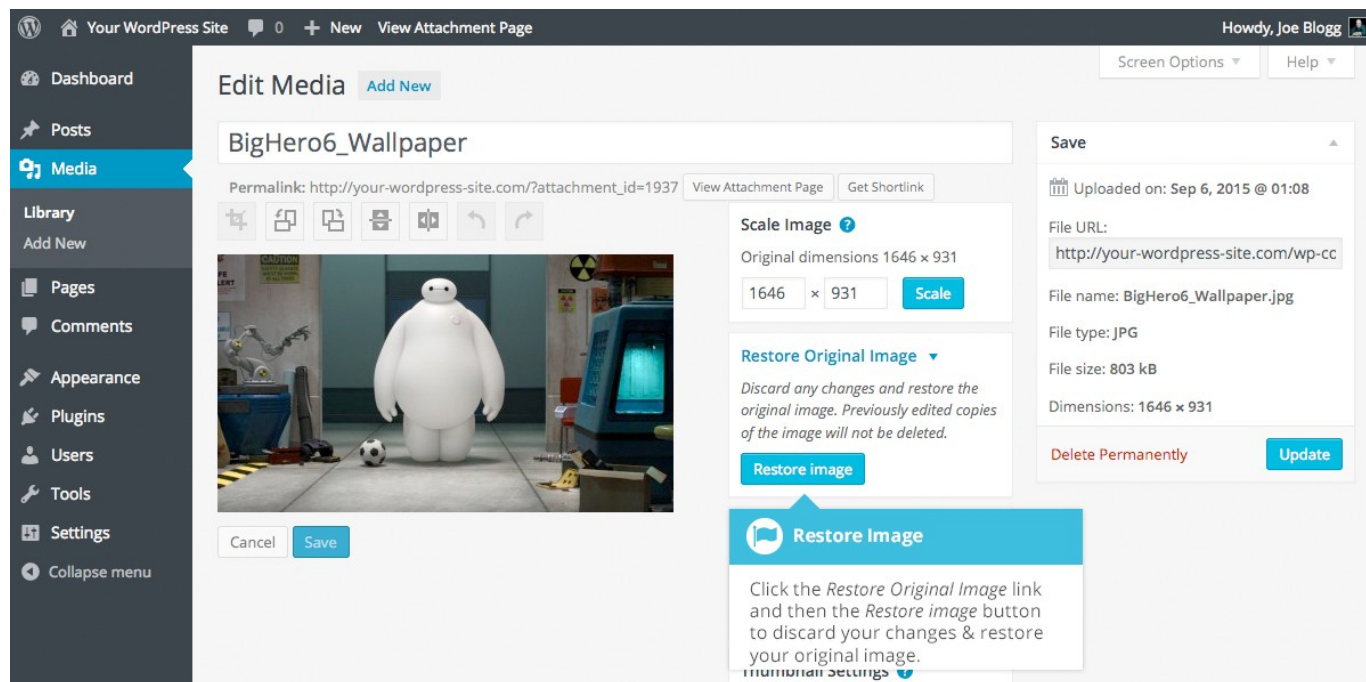 Your WordPress Site 0 + New View Attachment Page
Howdy, Joe Blogg
Screen Options
Help
Dashboard
Posts
Media
Library
Add New
Pages
Comments
Appearance
Plugins
Users
Tools
Settings
Collapse menu
Edit Media Add New
BigHero6_Wallpaper
Permalink: http://your-wordpress-site.com/?attachment_id=1937 View Attachment Page Get Shortlink
CAUTION
Cancel Save
Scale Image ?
Original dimensions 1646 × 931
1646 × 931 Scale
Restore Original Image
Discard any changes and restore the
original image. Previously edited copies
of the image will not be deleted.
Restore image
Restore Image
Click the Restore Original Image link
and then the Restore image button
to discard your changes & restore
your original image.
Thumbnail Settings ?
Save
Uploaded on: Sep 6, 2015 @ 01:08
File URL:
http://your-wordpress-site.com/wp-cc
File name: BigHero6_Wallpaper.jpg
File type: JPG
File size: 803 kB
Dimensions: 1646 × 931
Delete Permanently Update